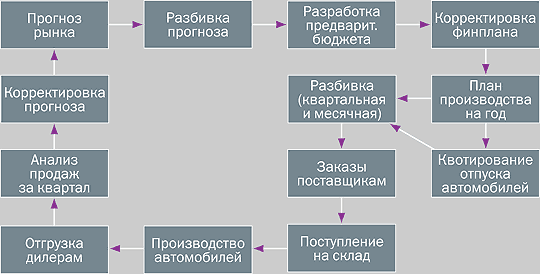 Прогноз
рынка
Разбивка
прогноза
Разработка
предварит.
бюджета
Корректировка
финплана
Корректировка
прогноза
Разбивка
(квартальная
и месячная)
План
производства
на год
Анализ
продаж
за квартал
Заказы
поставщикам
Квотирование
отпуска
автомобилей
Отгрузка
дилерам
Производство
автомобилей
Поступление
на склад